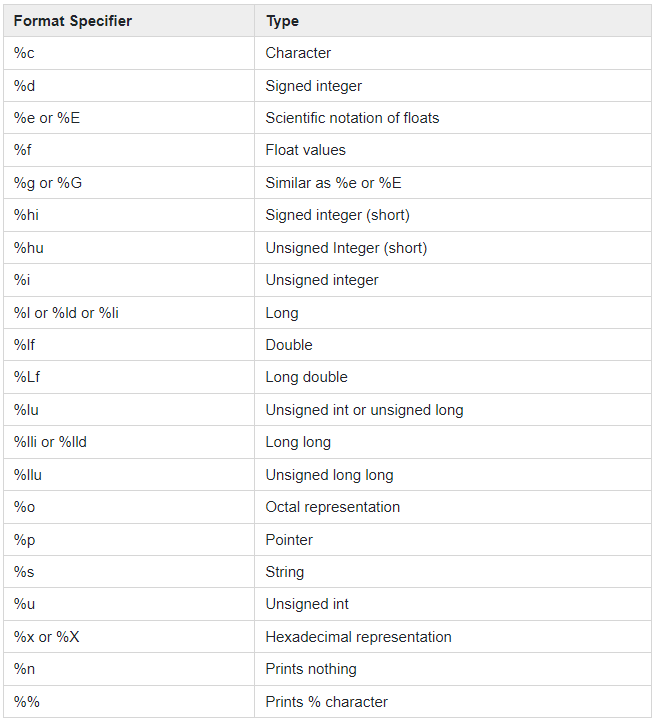 Format Specifier Type
%c Character
%d Signed integer
%e or %E Scientific notation of floats
%f Float values
%g or %G Similar as %e or %E
%hi Signed integer (short)
%hu Unsigned Integer (short)
%i Unsigned integer
%l or %ld or %li Long
%lf Double
%Lf Long double
%lu Unsigned int or unsigned long
%lli or %lld Long long
%llu Unsigned long long
%o Octal representation
%p Pointer
%s String
%u Unsigned int
%x or %X Hexadecimal representation
%n Prints nothing
%% Prints % character